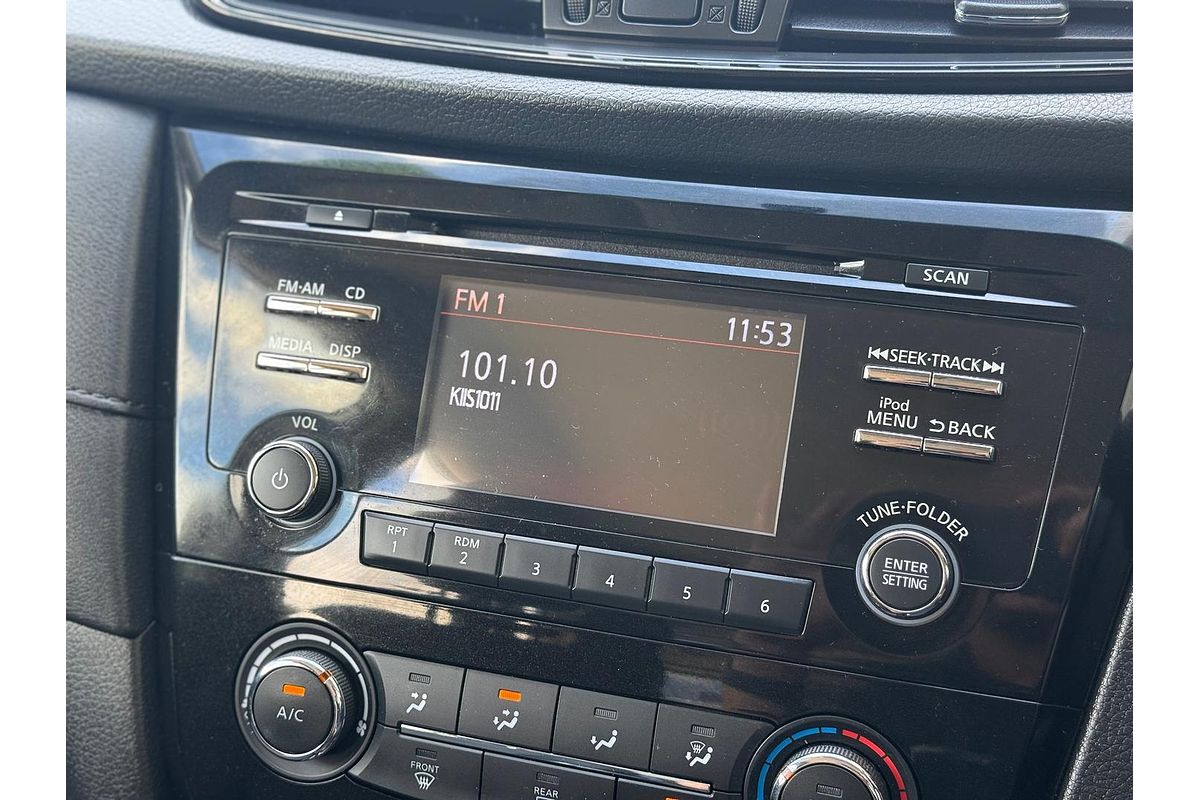 SCAN
FM·AM CD
MEDIA DISP
VOL
FM 1
11:53
101.10
KIIS1011
SEEK·TRACK
iPod
MENU BACK
TUNE·FOLDER
ENTER
SETTING
RPT
1
RDM
2
3
4
5
6
A/C
FRONT
REAR